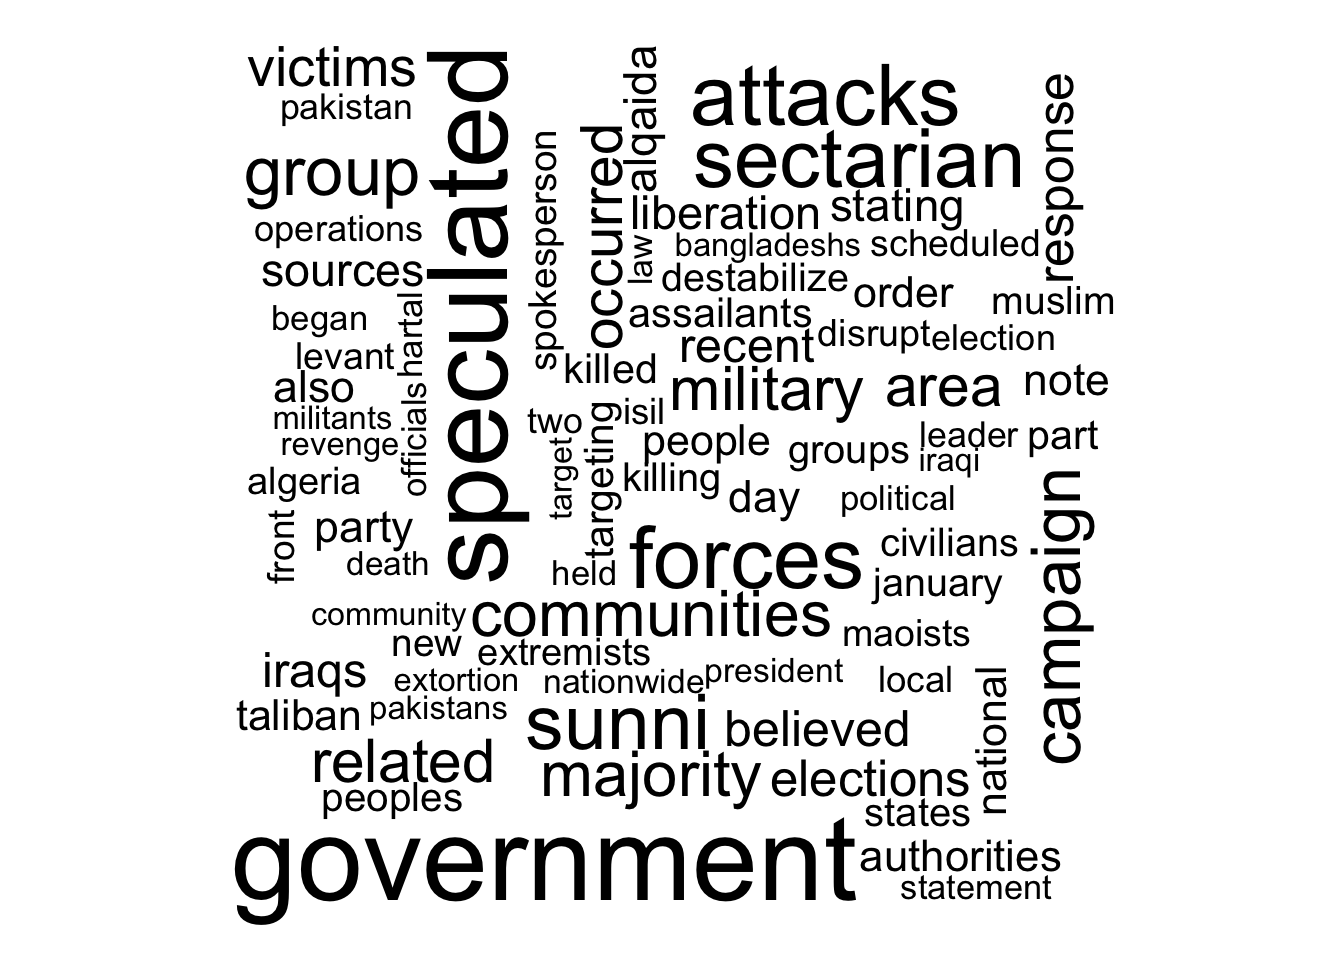 victims
pakistan
group
operations
sources
began
levant
also
militants
revenge
algeria
front
party
death
hartal
officials
speculated
spokesperson
occurred
alqaida
attacks
sectarian
response
liberation
stating
law
bangladeshs
scheduled
destabilize
order
muslim
assailants
disrupt
election
recent
killed
military
area
note
two
isil
targeting
target
people
groups
leader
part
iraqi
killing
day
political
campaign
forces
civilians
held
january
community
communities
maoists
new
extremists
iraqs
extortion
nationwide
president
local
national
taliban
pakistans
sunni
believed
related
majority
elections
peoples
states
government
authorities
statement